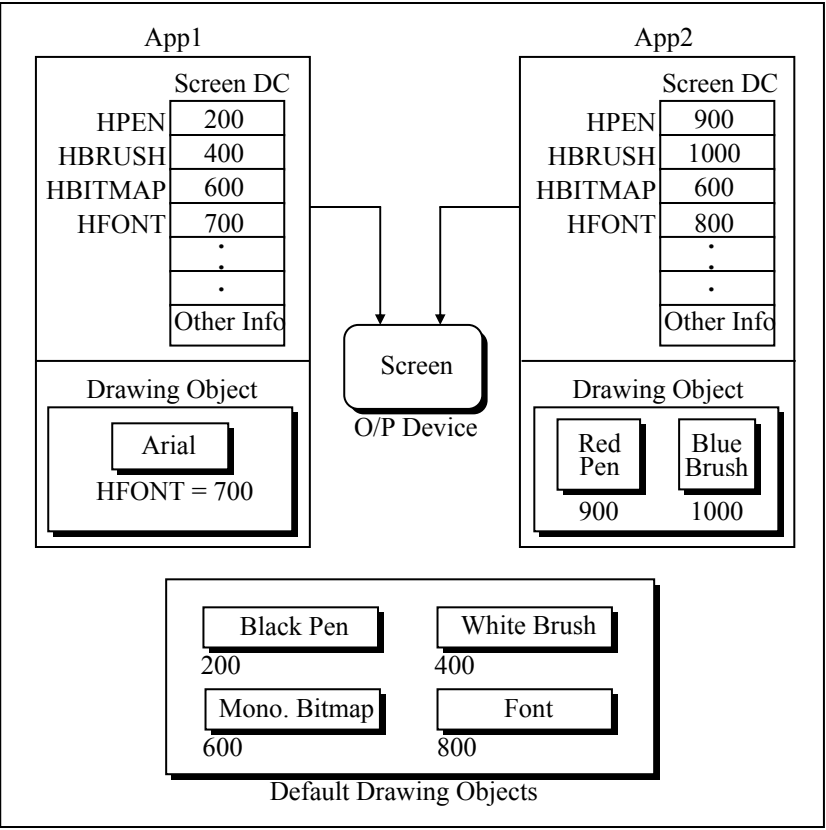 App1
Screen DC
HPEN 200
HBRUSH 400
HBITMAP 600
HFONT 700
.
.
.
Other Info
Drawing Object
Arial
HFONT = 700
App2
Screen DC
HPEN 900
HBRUSH 1000
HBITMAP 600
HFONT 800
.
.
.
Other Info
Drawing Object
Red
Pen
900
Blue
Brush
1000
Screen
O/P Device
Black Pen
200
White Brush
400
Mono. Bitmap
600
Font
800
Default Drawing Objects